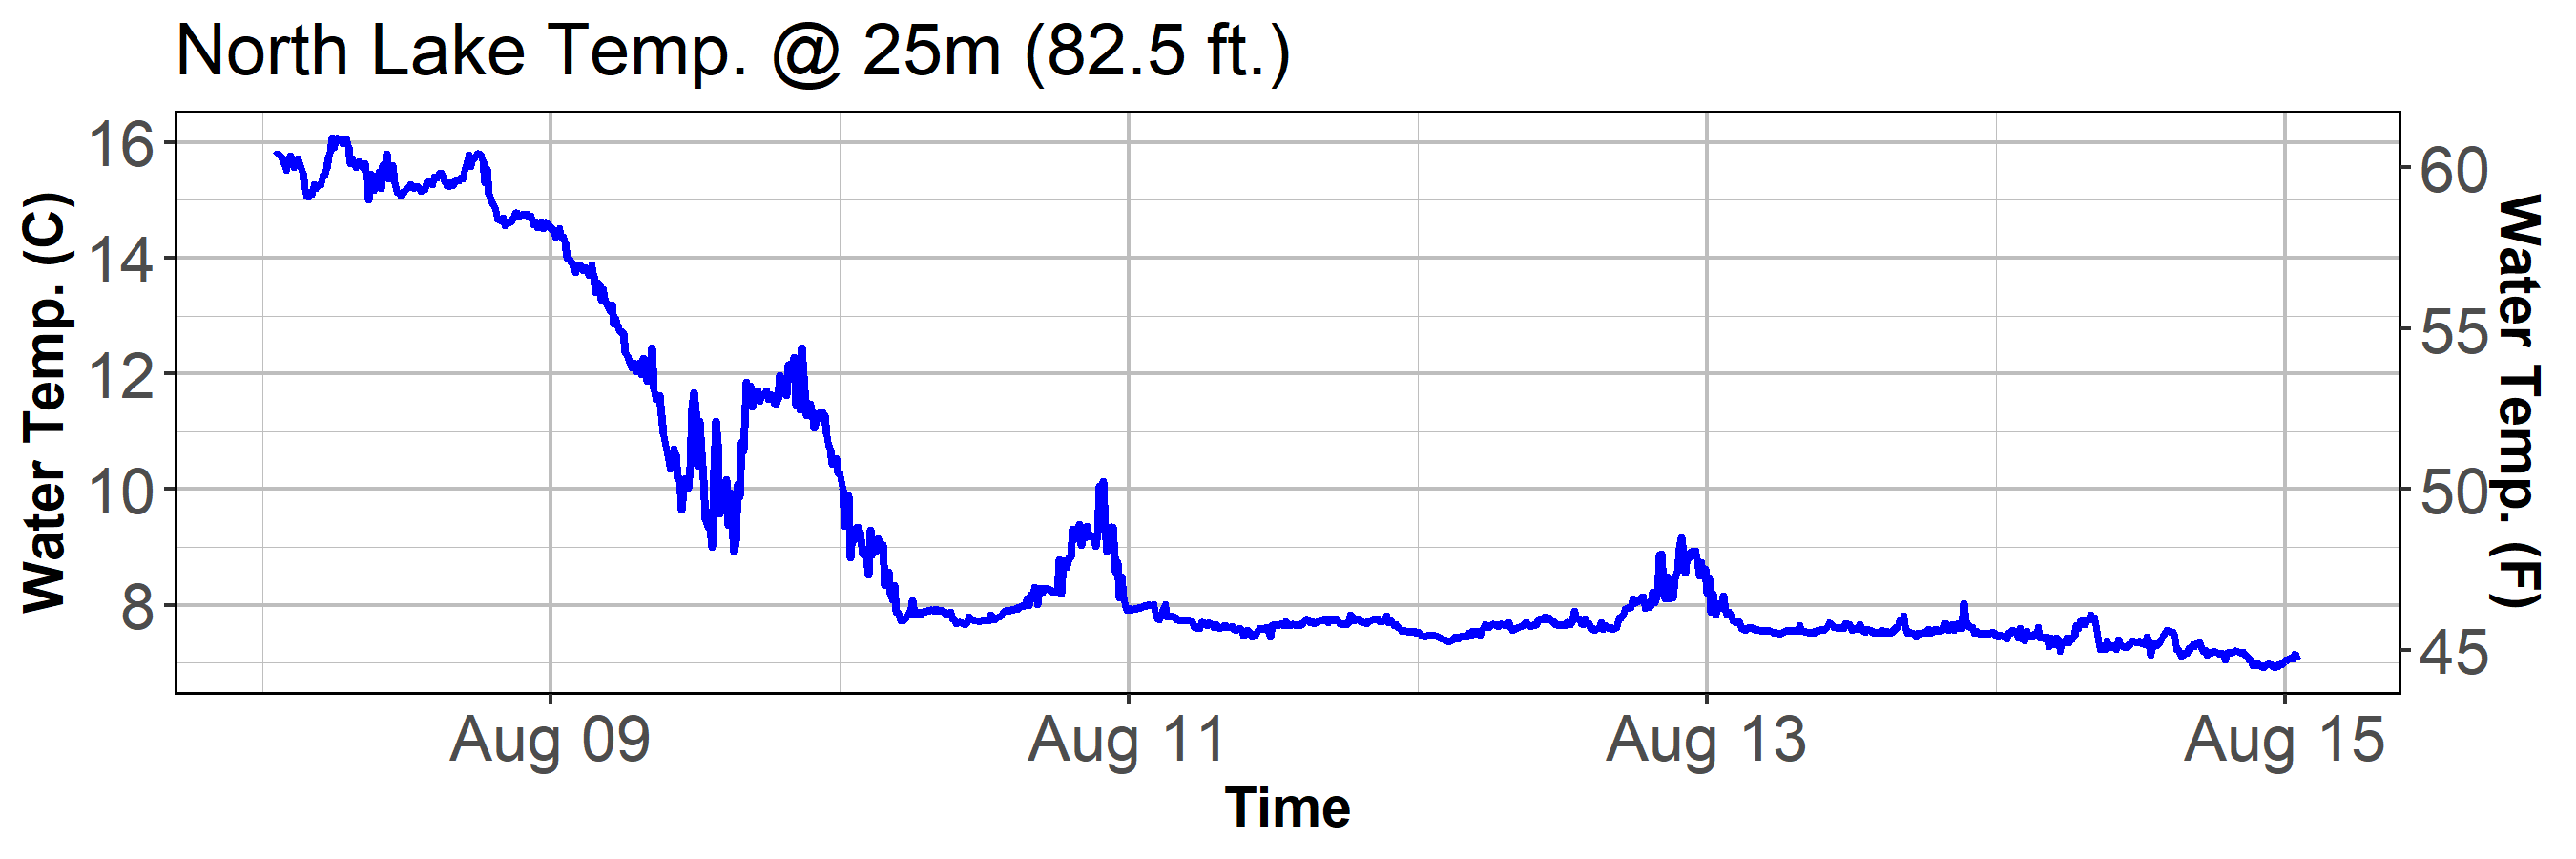 North Lake Temp. @ 25m (82.5 ft.)
Water Temp. (C)
16
14
12
10
8
60
55
50
45
Water Temp. (F)
Aug 09 Aug 11 Aug 13 Aug 15
Time